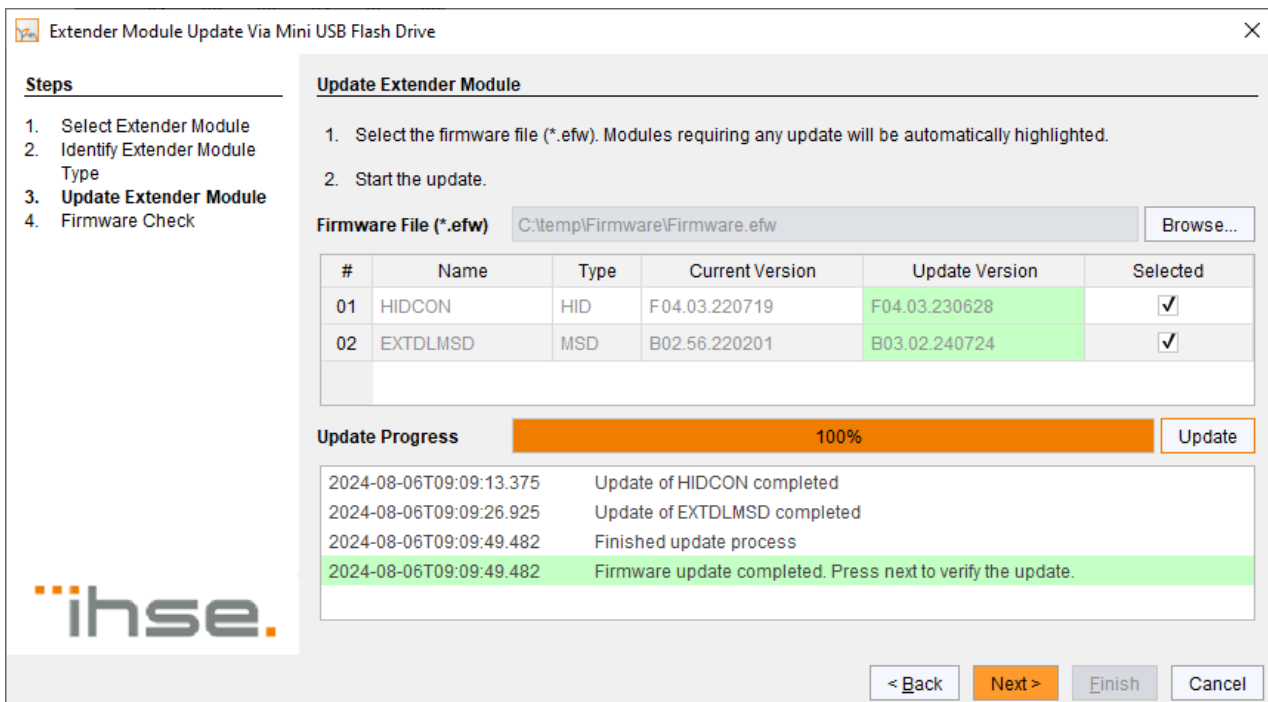 Extender Module Update Via Mini USB Flash Drive
Steps
1. Select Extender Module
2. Identify Extender Module
Type
3. Update Extender Module
4. Firmware Check
ihse.
Update Extender Module
1. Select the firmware file (*.efw). Modules requiring any update will be automatically highlighted.
2. Start the update.
Firmware File (*.efw) C:\temp\Firmware\Firmware.efw Browse...
# Name Type Current Version Update Version Selected
01 HIDCON HID F04.03.220719 F04.03.230628
02 EXTDLMSD MSD B02.56.220201 B03.02.240724
Update Progress 100% Update
2024-08-06T09:09:13.375 Update of HIDCON completed
2024-08-06T09:09:26.925 Update of EXTDLMSD completed
2024-08-06T09:09:49.482 Finished update process
2024-08-06T09:09:49.482 Firmware update completed. Press next to verify the update.
< Back Next > Finish Cancel